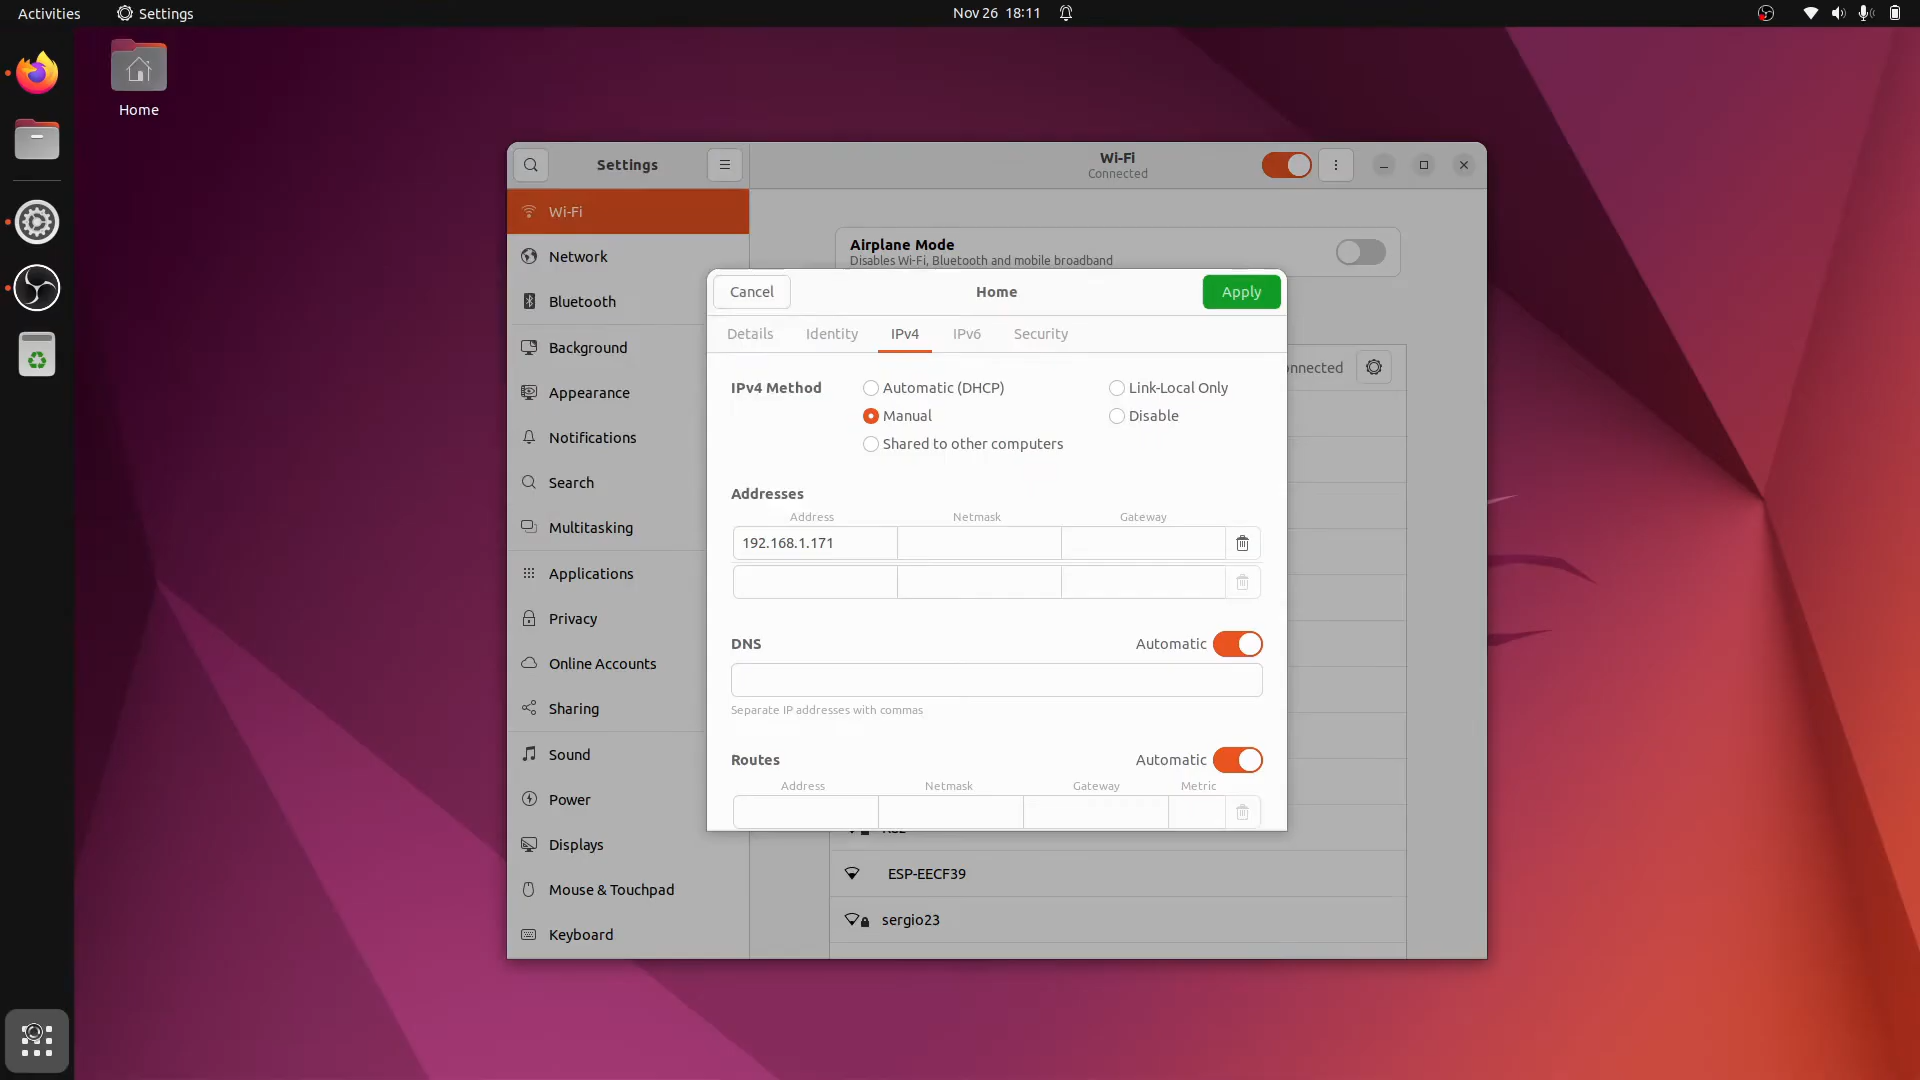 Activities
Settings
Nov 26 18:11
Home
Settings
Wi-Fi
Connected
Wi-Fi
Network
Bluetooth
Background
Appearance
Notifications
Search
Multitasking
Applications
Privacy
Online Accounts
Sharing
Sound
Power
Displays
Mouse & Touchpad
Keyboard
Airplane Mode
Disables Wi-Fi, Bluetooth and mobile broadband
Cancel
Home
Apply
Details
Identity
IPv4
IPv6
Security
IPv4 Method
Automatic (DHCP)
Link-Local Only
Manual
Disable
Shared to other computers
Addresses
Address
Netmask
Gateway
192.168.1.171
DNS
Automatic
Separate IP addresses with commas
Routes
Automatic
Address
Netmask
Gateway
Metric
ESP-EECF39
sergio23